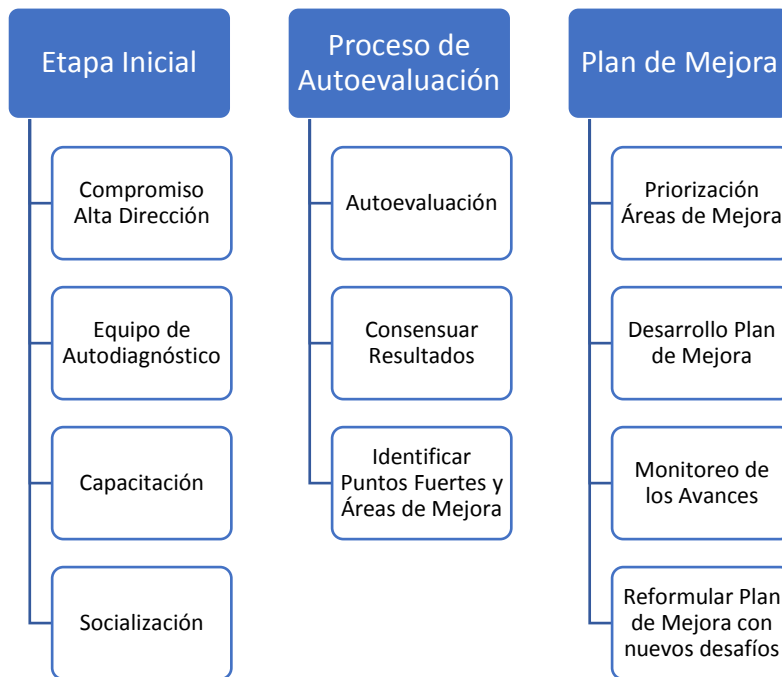 Etapa Inicial
Compromiso
Alta Dirección
Equipo de
Autodiagnóstico
Capacitación
Socialización
Proceso de
Autoevaluación
Autoevaluación
Consensuar
Resultados
Identificar
Puntos Fuertes y
Áreas de Mejora
Plan de Mejora
Priorización
Áreas de Mejora
Desarrollo Plan
de Mejora
Monitoreo de
los Avances
Reformular Plan
de Mejora con
nuevos desafíos